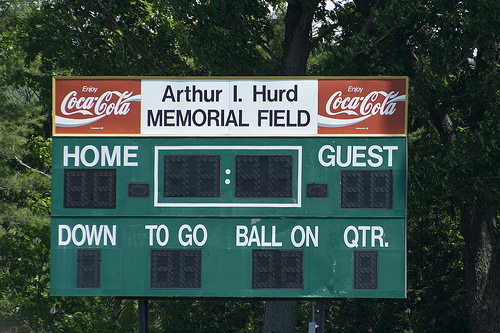 Enjoy
Coca-Cola
Arthur I. Hurd
MEMORIAL FIELD
Enjoy
Coca-Cola
HOME : GUEST
DOWN TO GO BALL ON QTR.